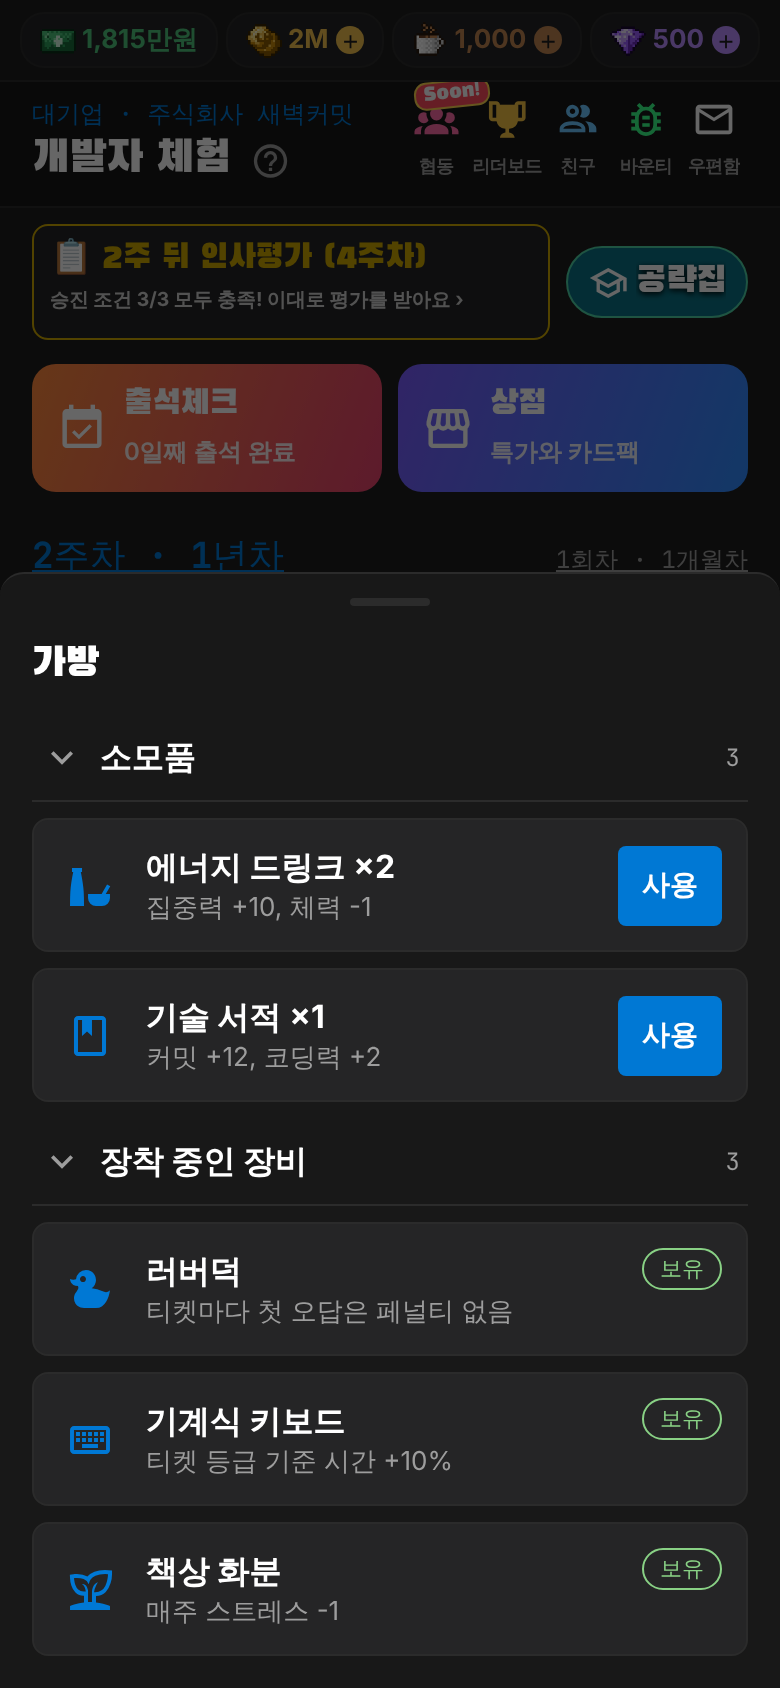 1,815만원
2M
1,000
500
대기업 · 주식회사 새벽커밋
개발자 체험
Soon!
협동
리더보드
친구
바운티
우편함
2주 뒤 인사평가 (4주차)
승진 조건 3/3 모두 충족! 이대로 평가를 받아요 ›
공략집
출석체크
0일째 출석 완료
상점
특가와 카드팩
2주차 · 1년차
1회차 · 1개월차
가방
소모품
3
에너지 드링크 ×2
집중력 +10, 체력 -1
사용
기술 서적 ×1
커밋 +12, 코딩력 +2
사용
장착 중인 장비
3
러버덕
티켓마다 첫 오답은 페널티 없음
보유
기계식 키보드
티켓 등급 기준 시간 +10%
보유
책상 화분
매주 스트레스 -1
보유